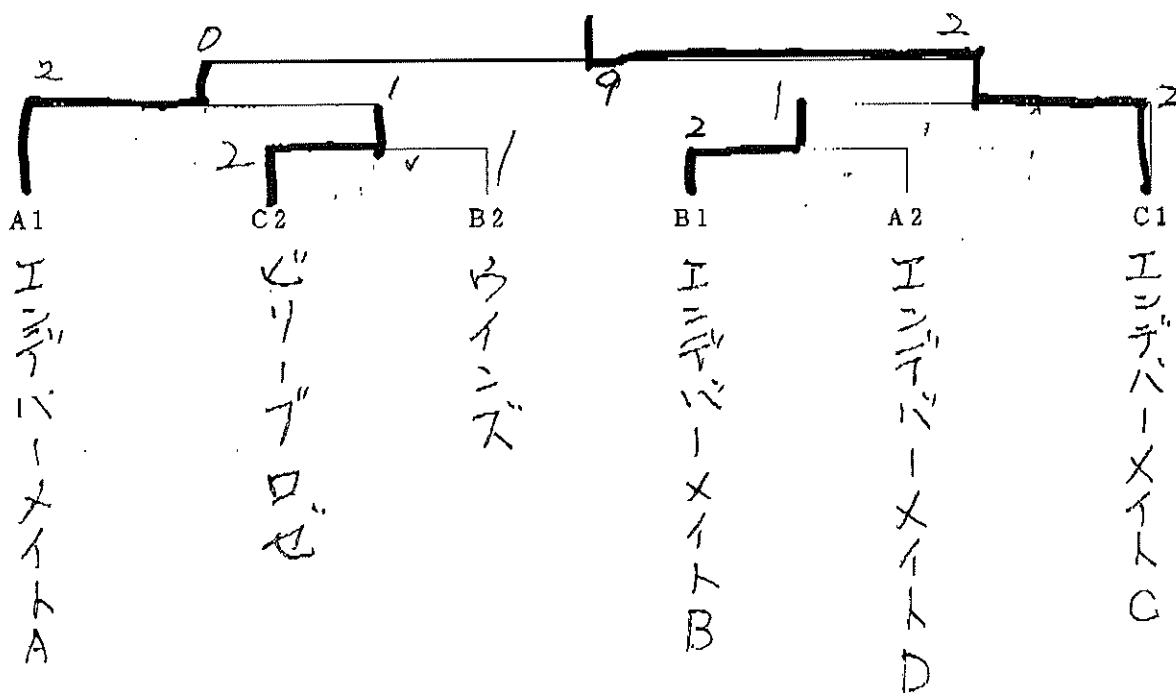 0
2
2
1
9
1
2
2
1
2
A1
C2
B2
B1
A2
C1
エンデバーメイトA
ビリーブロゼ
ウインズ
エンデバーメイトB
エンデバーメイトD
エンデバーメイトC